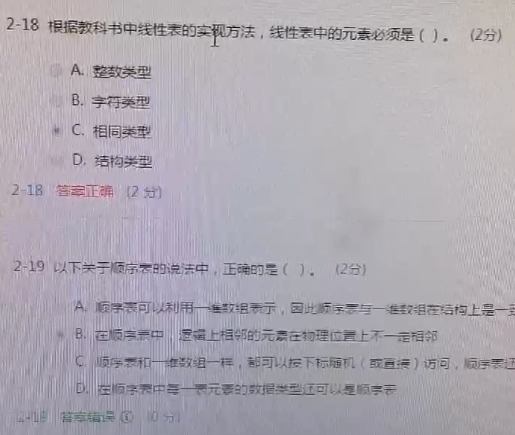 2-18 根据教科书中线性表的实现方法，线性表中的元素必须是（ ）。 (2分)
A. 整数类型
B. 字符类型
C. 相同类型
D. 结构类型
2-18 答案正确 (2 分)
2-19 以下关于顺序表的说法中，正确的是（ ）。 (2分)
A. 顺序表可以利用一维数组表示，因此顺序表与一维数组在结构上是一
B. 在顺序表中，逻辑上相邻的元素在物理位置上不一定相邻
C. 顺序表和一维数组一样，都可以按下标随机（或直接）访问，顺序表还
D. 在顺序表中每一表元素的数据类型还可以是顺序表
2-19 答案错误 ① (0 分)